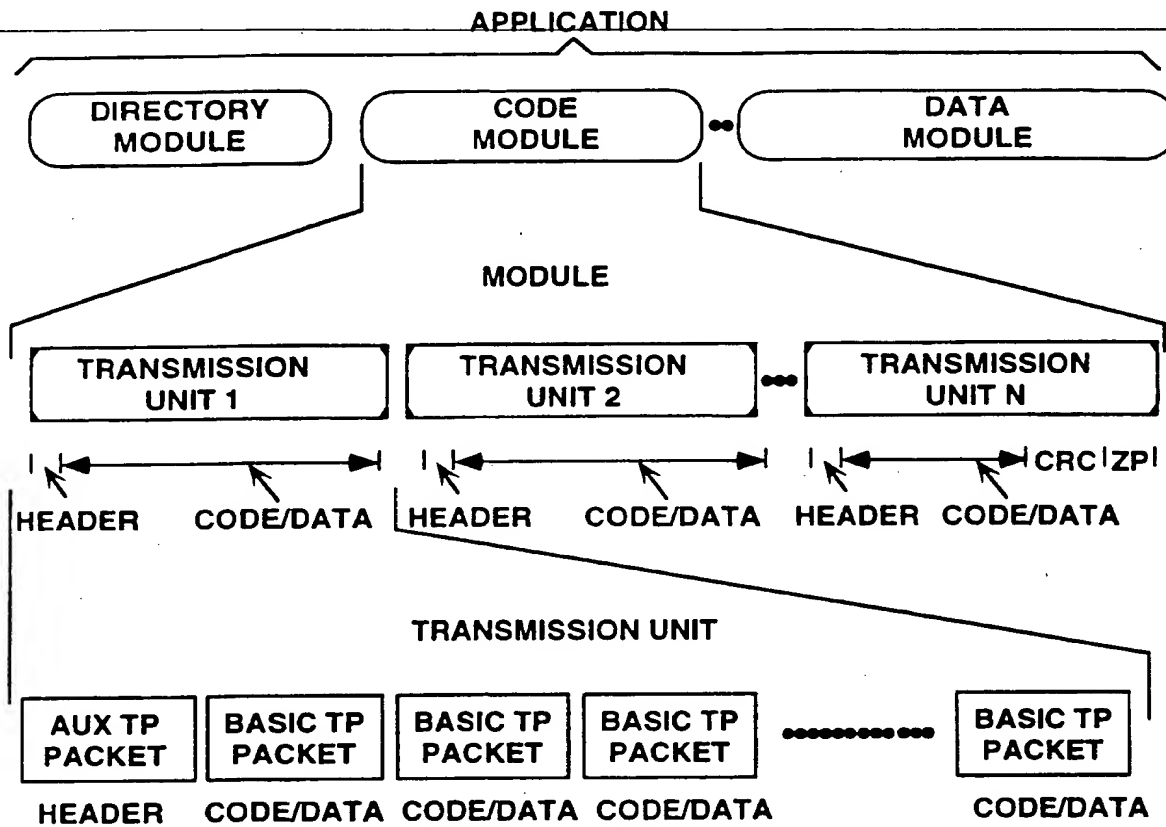 APPLICATION
DIRECTORY
MODULE
CODE
MODULE
DATA
MODULE
MODULE
TRANSMISSION
UNIT 1
TRANSMISSION
UNIT 2
TRANSMISSION
UNIT N
CRC ZP
HEADER CODE/DATA HEADER CODE/DATA HEADER CODE/DATA
TRANSMISSION UNIT
AUX TP
PACKET
BASIC TP
PACKET
BASIC TP
PACKET
BASIC TP
PACKET
BASIC TP
PACKET
HEADER CODE/DATA CODE/DATA CODE/DATA CODE/DATA